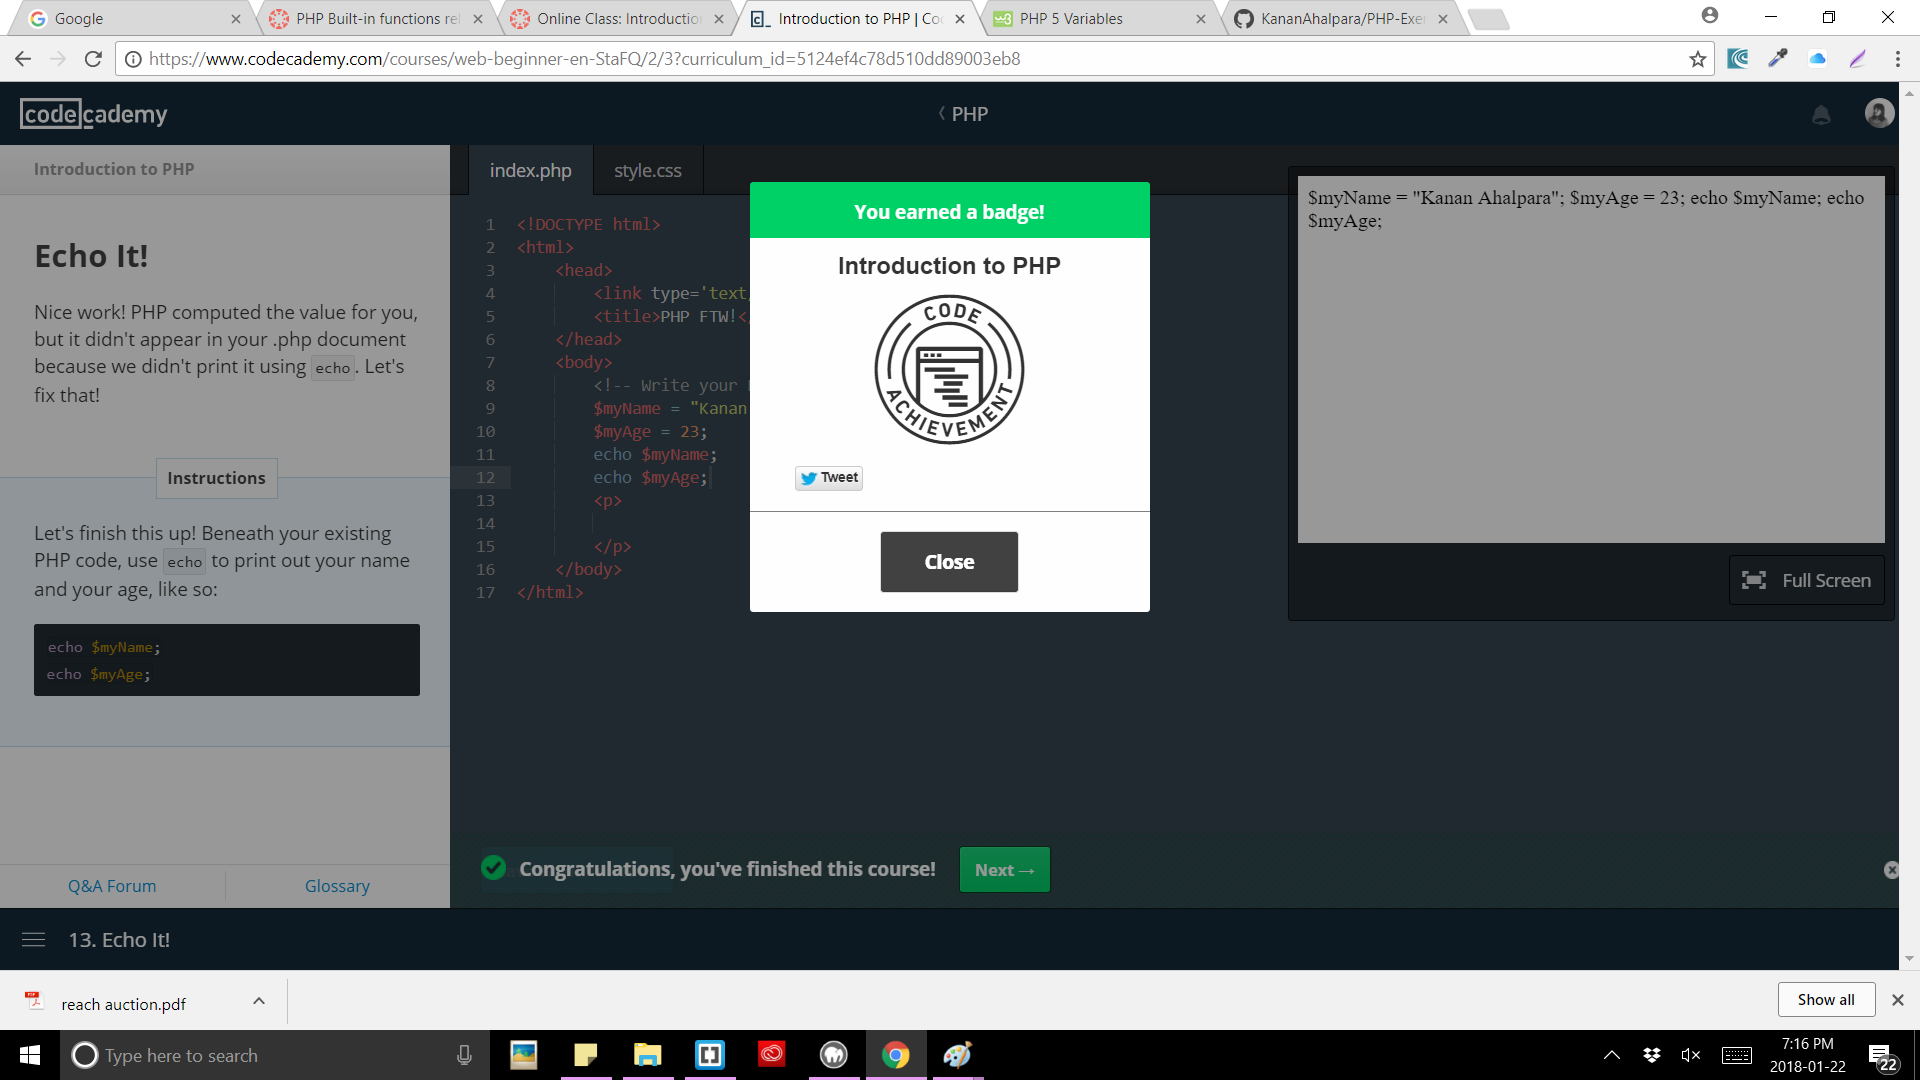 Google
PHP Built-in functions re
Online Class: Introductio
Introduction to PHP | Co
PHP 5 Variables
KananAhalpara/PHP-Exe
https://www.codecademy.com/courses/web-beginner-en-StaFQ/2/3?curriculum_id=5124ef4c78d510dd89003eb8
codecademy
PHP
Introduction to PHP
Echo It!
Nice work! PHP computed the value for you,
but it didn't appear in your .php document
because we didn't print it using echo. Let's
fix that!
Instructions
Let's finish this up! Beneath your existing
PHP code, use echo to print out your name
and your age, like so:
echo $myName;
echo $myAge;
Q&A Forum
Glossary
index.php
style.css
1 <!DOCTYPE html>
2 <html>
3 <head>
4 <link type='text
5 <title>PHP FTW!<
6 </head>
7 <body>
8 <!-- Write your
9 $myName = "Kanan
10 $myAge = 23;
11 echo $myName;
12 echo $myAge;
13 <p>
14
15 </p>
16 </body>
17 </html>
You earned a badge!
Introduction to PHP
CODE
ACHIEVEMENT
Tweet
Close
$myName = "Kanan Ahalpara"; $myAge = 23; echo $myName; echo
$myAge;
Full Screen
Congratulations, you've finished this course!
Next →
13. Echo It!
reach auction.pdf
Show all
Type here to search
7:16 PM
2018-01-22
22